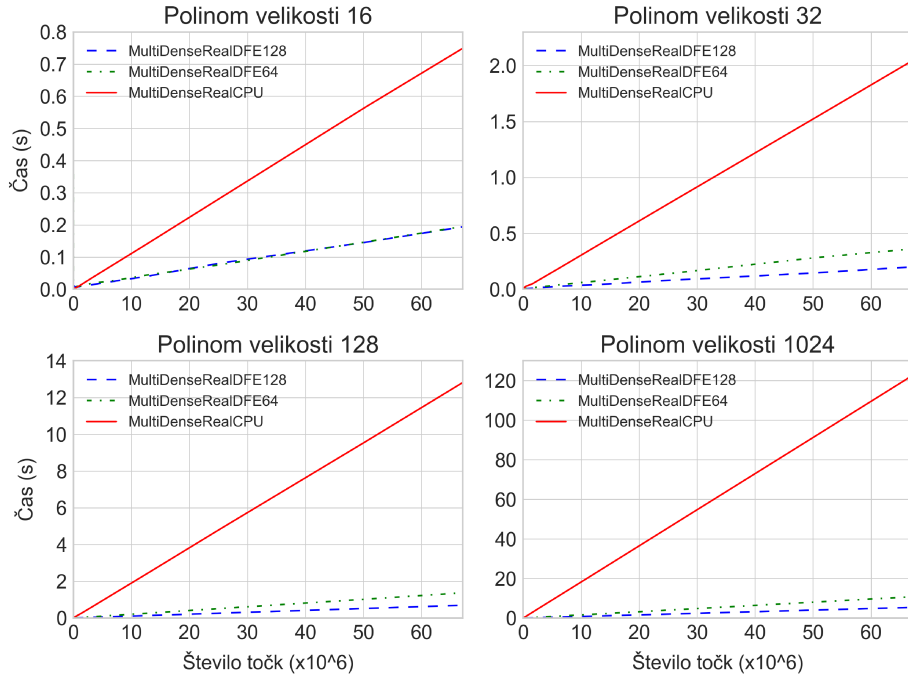 Polinom velikosti 16
0.8
0.7
0.6
0.5
0.4
0.3
0.2
0.1
0.0
Čas (s)
MultiDenseRealDFE128
MultiDenseRealDFE64
MultiDenseRealCPU
0 10 20 30 40 50 60
Polinom velikosti 32
2.0
1.5
1.0
0.5
0.0
MultiDenseRealDFE128
MultiDenseRealDFE64
MultiDenseRealCPU
0 10 20 30 40 50 60
Polinom velikosti 128
14
12
10
8
6
4
2
0
Čas (s)
MultiDenseRealDFE128
MultiDenseRealDFE64
MultiDenseRealCPU
0 10 20 30 40 50 60
Število točk (x10^6)
Polinom velikosti 1024
120
100
80
60
40
20
0
MultiDenseRealDFE128
MultiDenseRealDFE64
MultiDenseRealCPU
0 10 20 30 40 50 60
Število točk (x10^6)